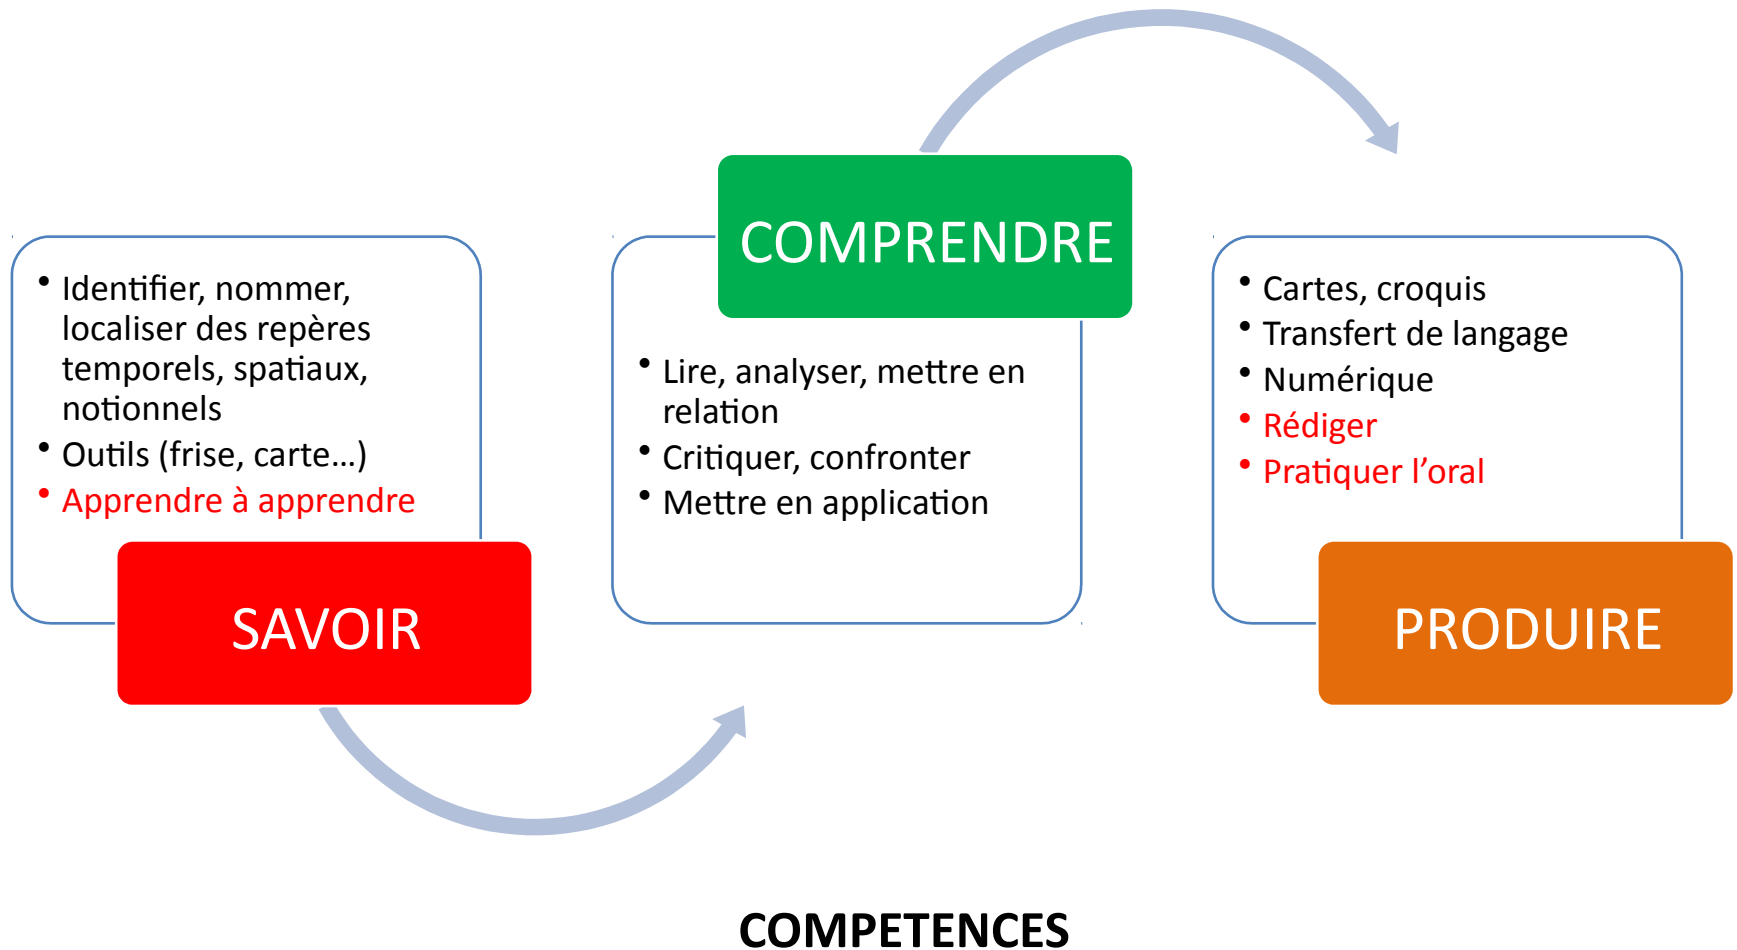 • Identifier, nommer,
localiser des repères
temporels, spatiaux,
notionnels
• Outils (frise, carte…)
• Apprendre à apprendre
SAVOIR
COMPRENDRE
• Lire, analyser, mettre en
relation
• Critiquer, confronter
• Mettre en application
• Cartes, croquis
• Transfert de langage
• Numérique
• Rédiger
• Pratiquer l’oral
PRODUIRE
COMPETENCES